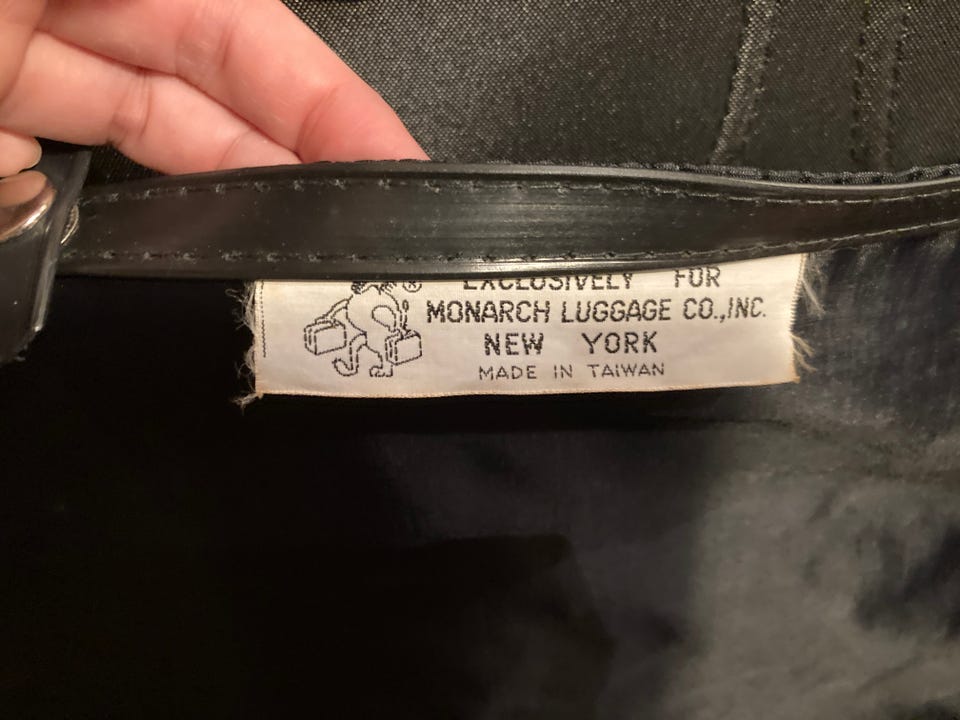 ®
EXCLUSIVELY FOR
MONARCH LUGGAGE CO.,INC.
NEW YORK
MADE IN TAIWAN